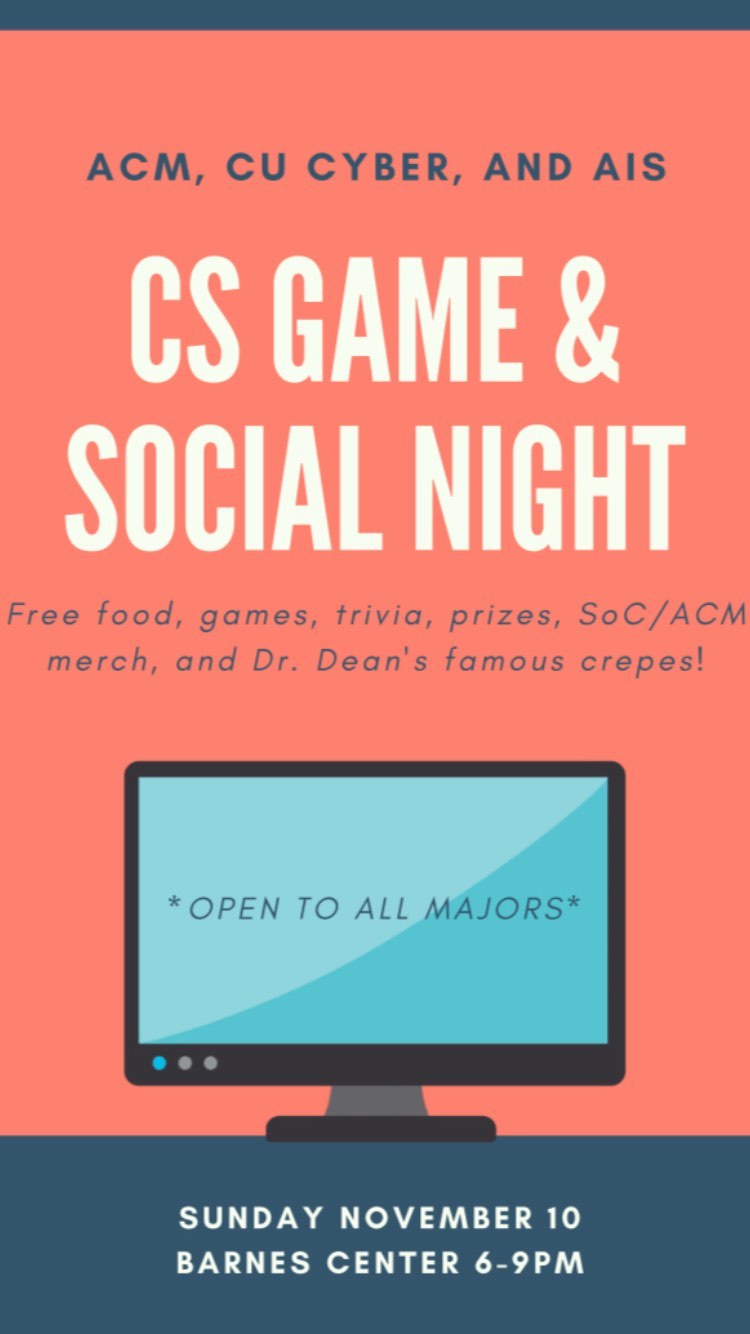 ACM, CU CYBER, AND AIS
CS GAME &
SOCIAL NIGHT
Free food, games, trivia, prizes, SoC/ACM
merch, and Dr. Dean's famous crepes!
*OPEN TO ALL MAJORS*
SUNDAY NOVEMBER 10
BARNES CENTER 6-9PM